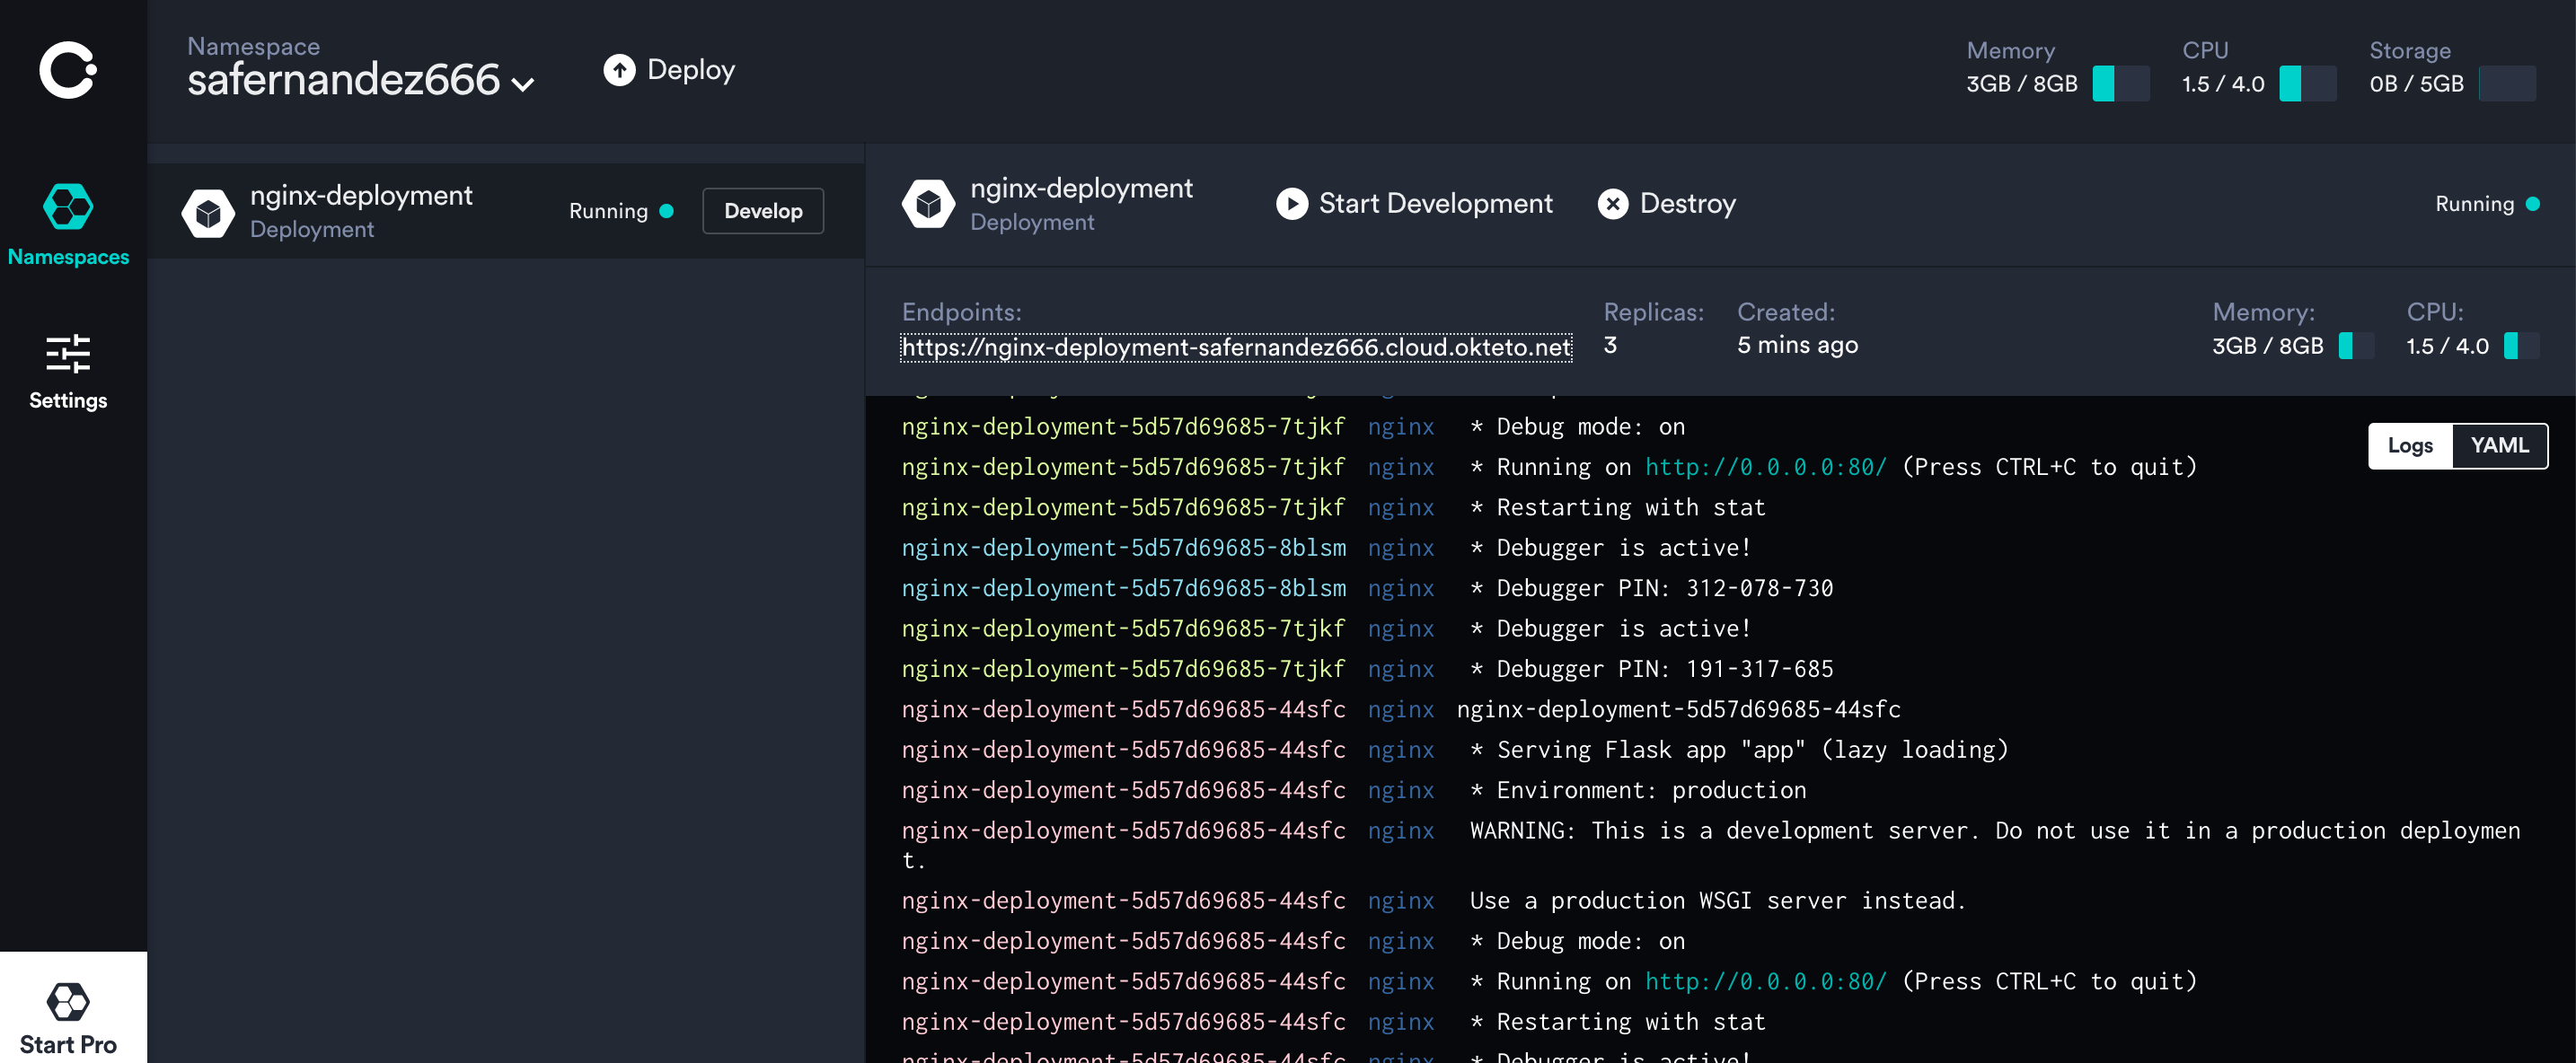 Namespace
safernandez666
Deploy
Memory
3GB / 8GB
CPU
1.5 / 4.0
Storage
0B / 5GB
Namespaces
Settings
Start Pro
nginx-deployment
Deployment
Running
Develop
nginx-deployment
Deployment
Start Development
Destroy
Running
Endpoints:
https://nginx-deployment-safernandez666.cloud.okteto.net
Replicas:
3
Created:
5 mins ago
Memory:
3GB / 8GB
CPU:
1.5 / 4.0
Logs
YAML
nginx-deployment-5d57d69685-7tjkf nginx * Debug mode: on
nginx-deployment-5d57d69685-7tjkf nginx * Running on http://0.0.0.0:80/ (Press CTRL+C to quit)
nginx-deployment-5d57d69685-7tjkf nginx * Restarting with stat
nginx-deployment-5d57d69685-8blsm nginx * Debugger is active!
nginx-deployment-5d57d69685-8blsm nginx * Debugger PIN: 312-078-730
nginx-deployment-5d57d69685-7tjkf nginx * Debugger is active!
nginx-deployment-5d57d69685-7tjkf nginx * Debugger PIN: 191-317-685
nginx-deployment-5d57d69685-44sfc nginx nginx-deployment-5d57d69685-44sfc
nginx-deployment-5d57d69685-44sfc nginx * Serving Flask app "app" (lazy loading)
nginx-deployment-5d57d69685-44sfc nginx * Environment: production
nginx-deployment-5d57d69685-44sfc nginx WARNING: This is a development server. Do not use it in a production deploymen
t.
nginx-deployment-5d57d69685-44sfc nginx Use a production WSGI server instead.
nginx-deployment-5d57d69685-44sfc nginx * Debug mode: on
nginx-deployment-5d57d69685-44sfc nginx * Running on http://0.0.0.0:80/ (Press CTRL+C to quit)
nginx-deployment-5d57d69685-44sfc nginx * Restarting with stat
nginx-deployment-5d57d69685-44sfc nginx * Debugger is active!